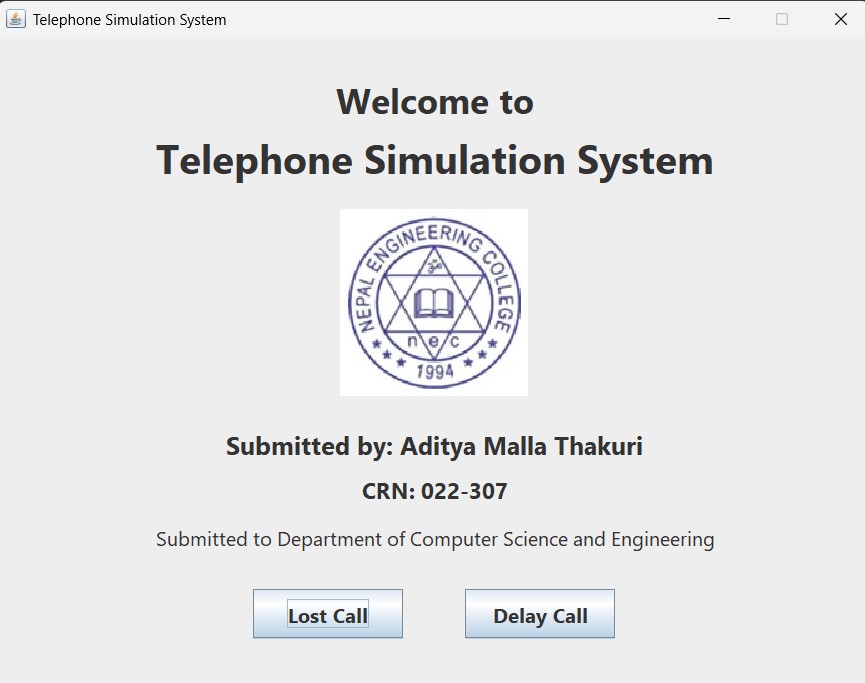 Telephone Simulation System
Welcome to
Telephone Simulation System
NEPAL ENGINEERING COLLEGE
ॐ
n e c
1994
Submitted by: Aditya Malla Thakuri
CRN: 022-307
Submitted to Department of Computer Science and Engineering
Lost Call
Delay Call